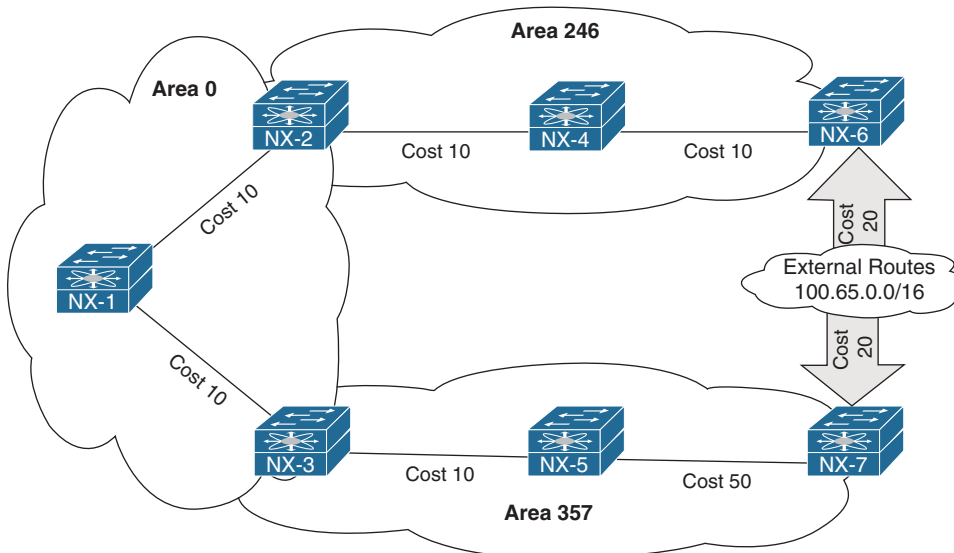 Area 246
Area 0
NX-2
NX-4
NX-6
Cost 10
Cost 10
Cost 10
Cost
20
NX-1
External Routes
100.65.0.0/16
Cost 10
Cost
20
NX-3
NX-5
NX-7
Cost 10
Cost 50
Area 357